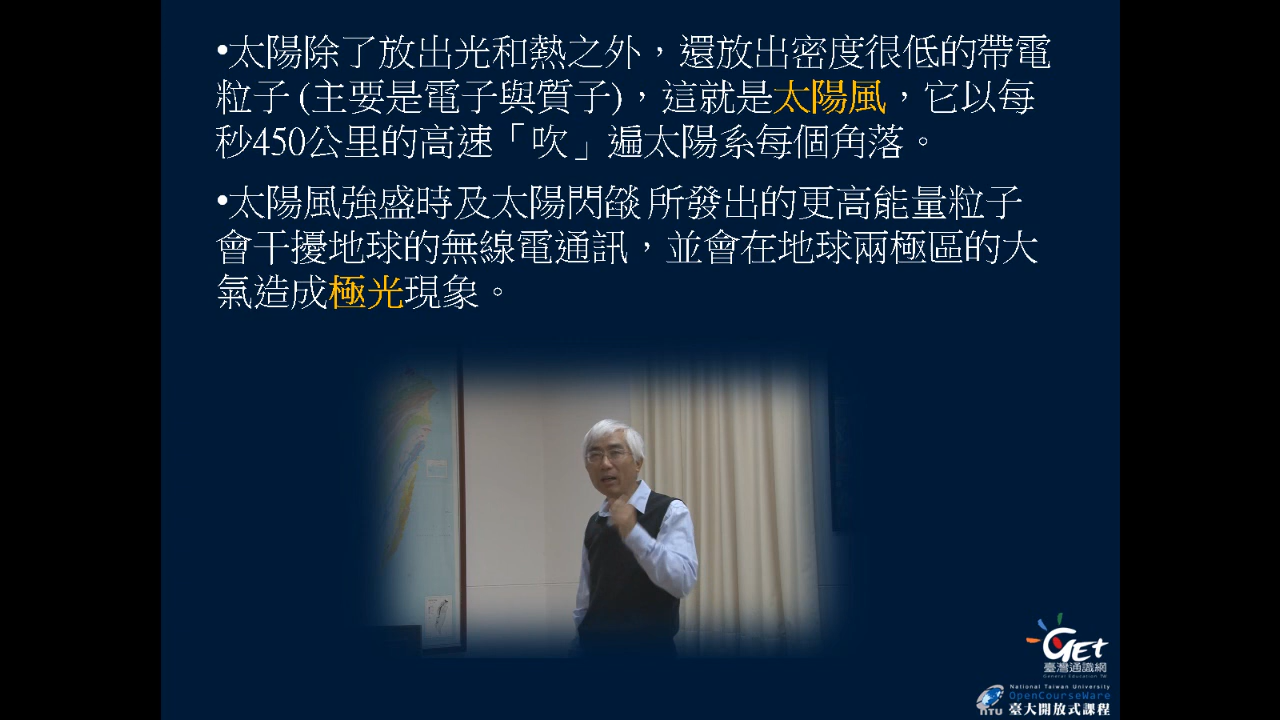 •太陽除了放出光和熱之外，還放出密度很低的帶電
粒子 (主要是電子與質子)，這就是太陽風，它以每
秒450公里的高速「吹」遍太陽系每個角落。
•太陽風強盛時及太陽閃燄 所發出的更高能量粒子
會干擾地球的無線電通訊，並會在地球兩極區的大
氣造成極光現象。
GEt
臺灣通識網
General Education TW
National Taiwan University
OpenCourseWare
NTU 臺大開放式課程